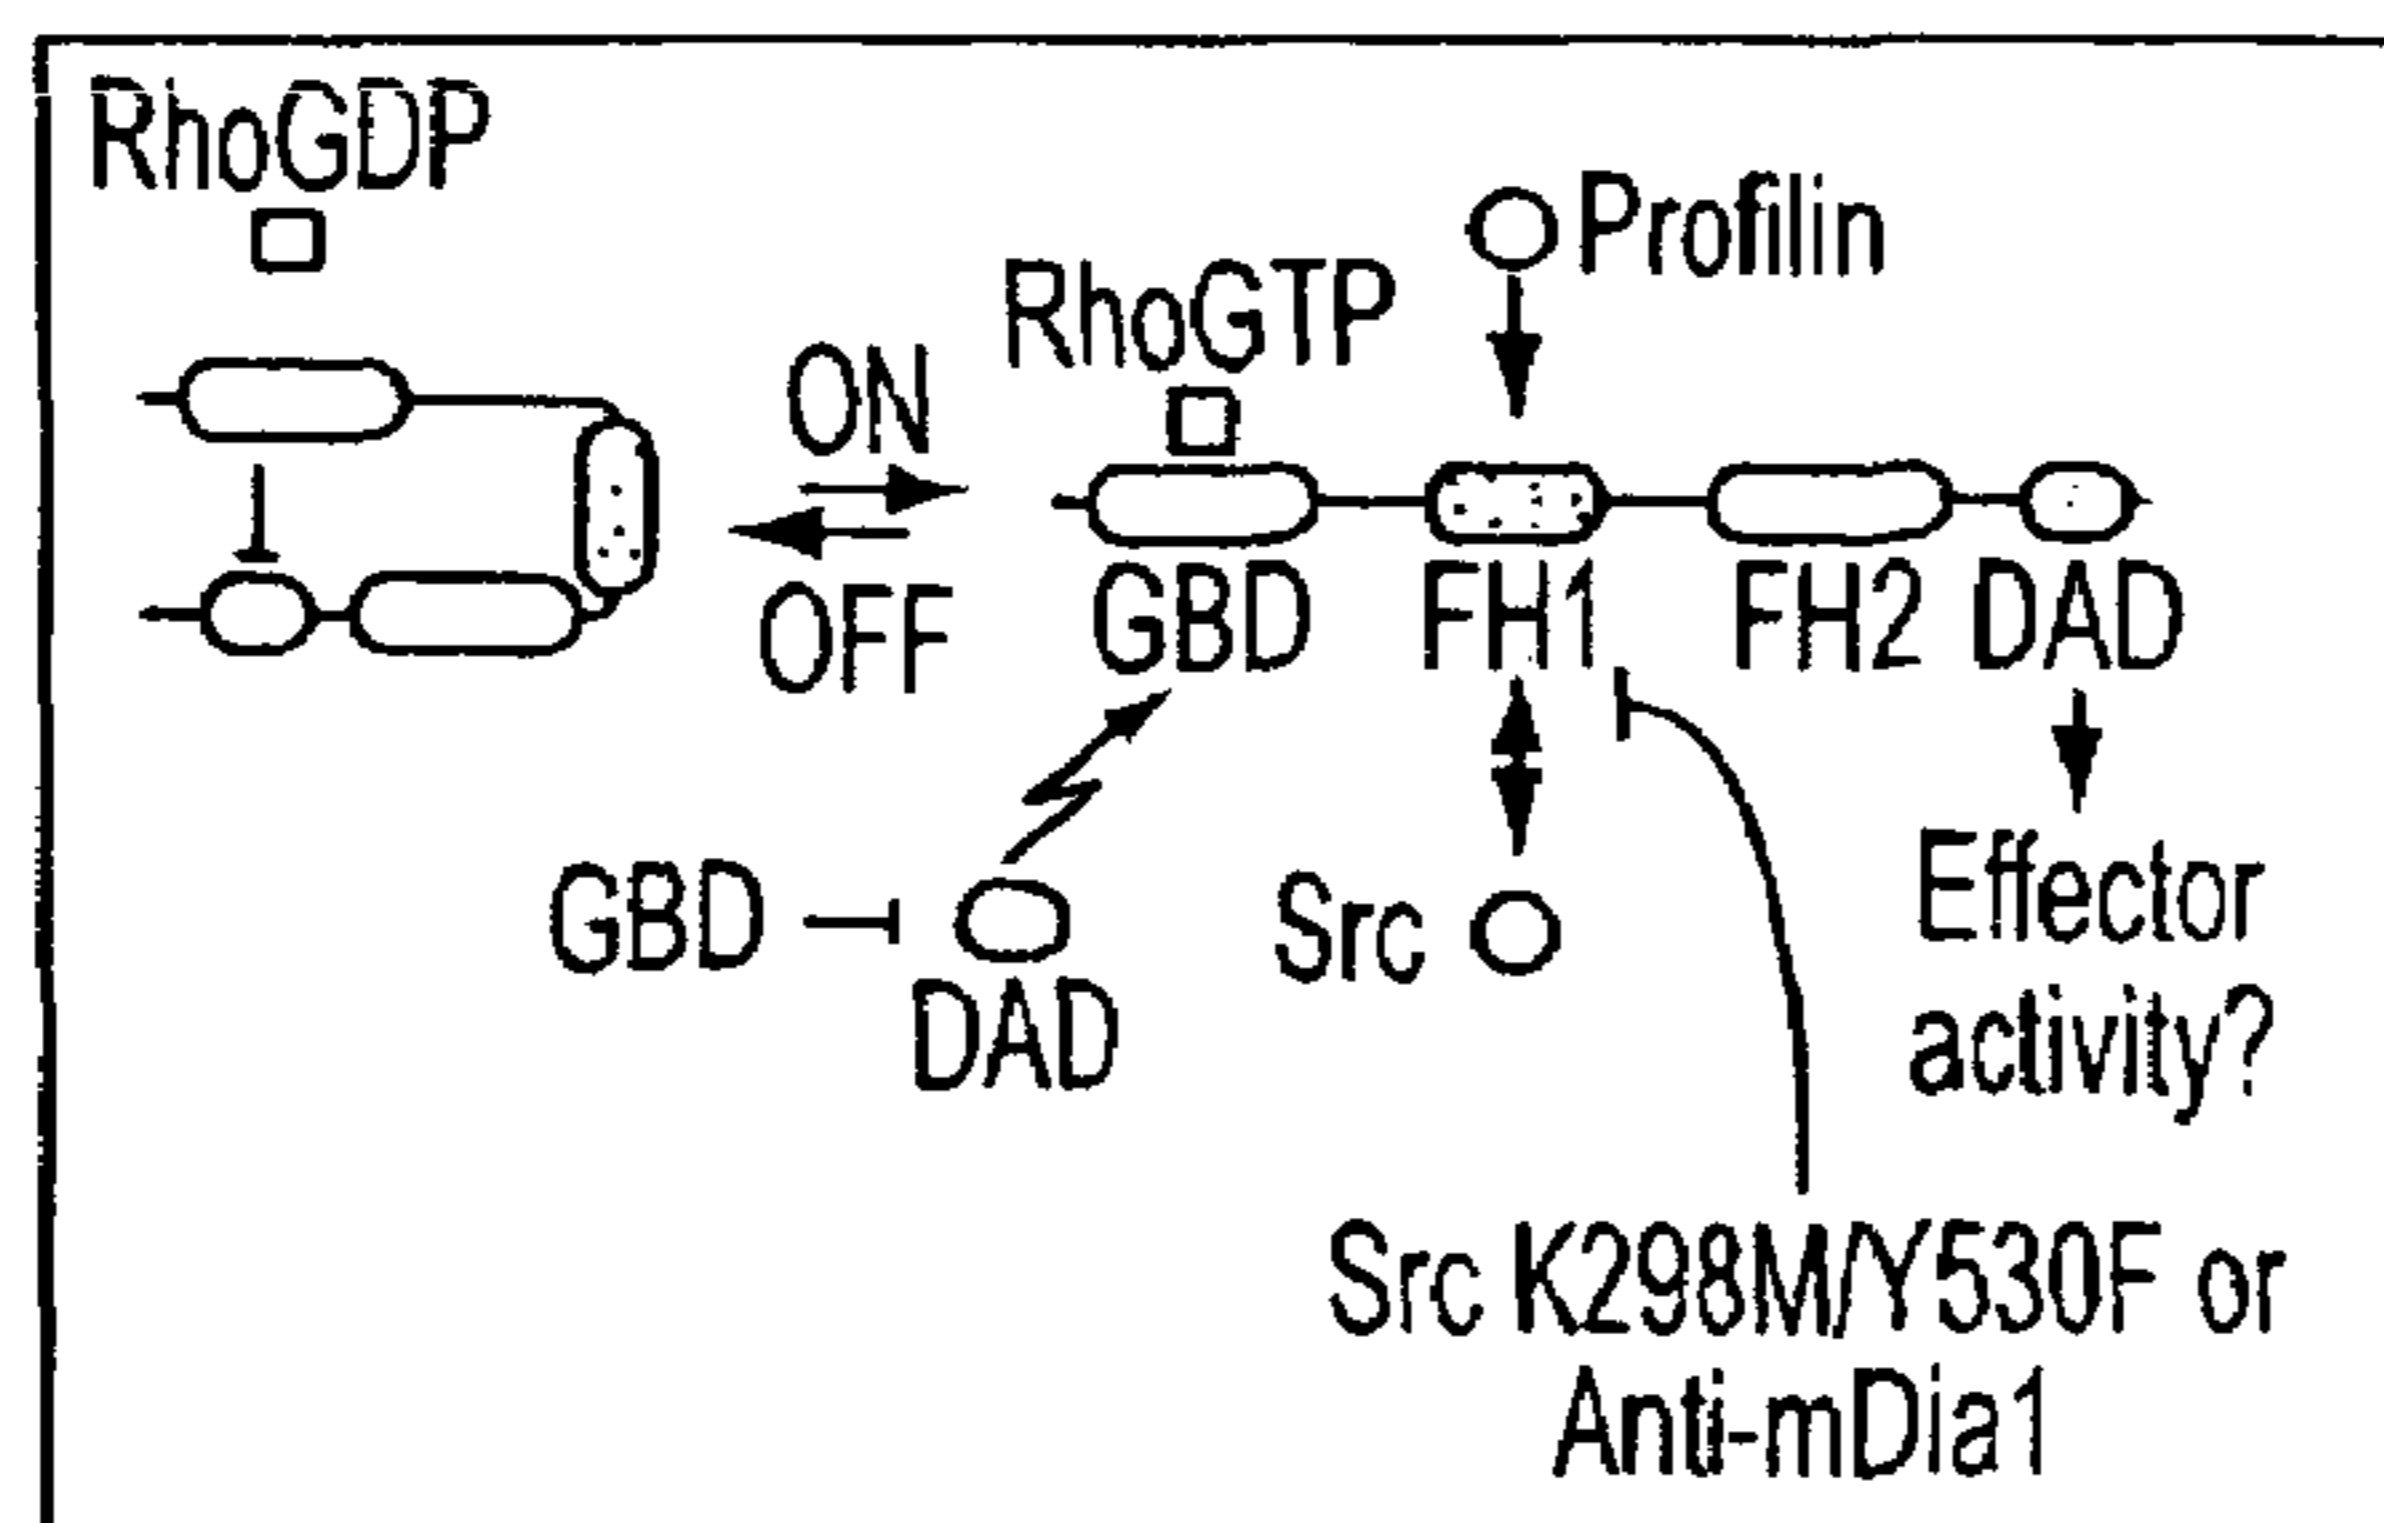 RhoGDP
Profilin
RhoGTP
ON
OFF
GBD FH1 FH2 DAD
GBD
DAD
Src
Effector
activity?
Src K298M/Y530F or
Anti-mDia1